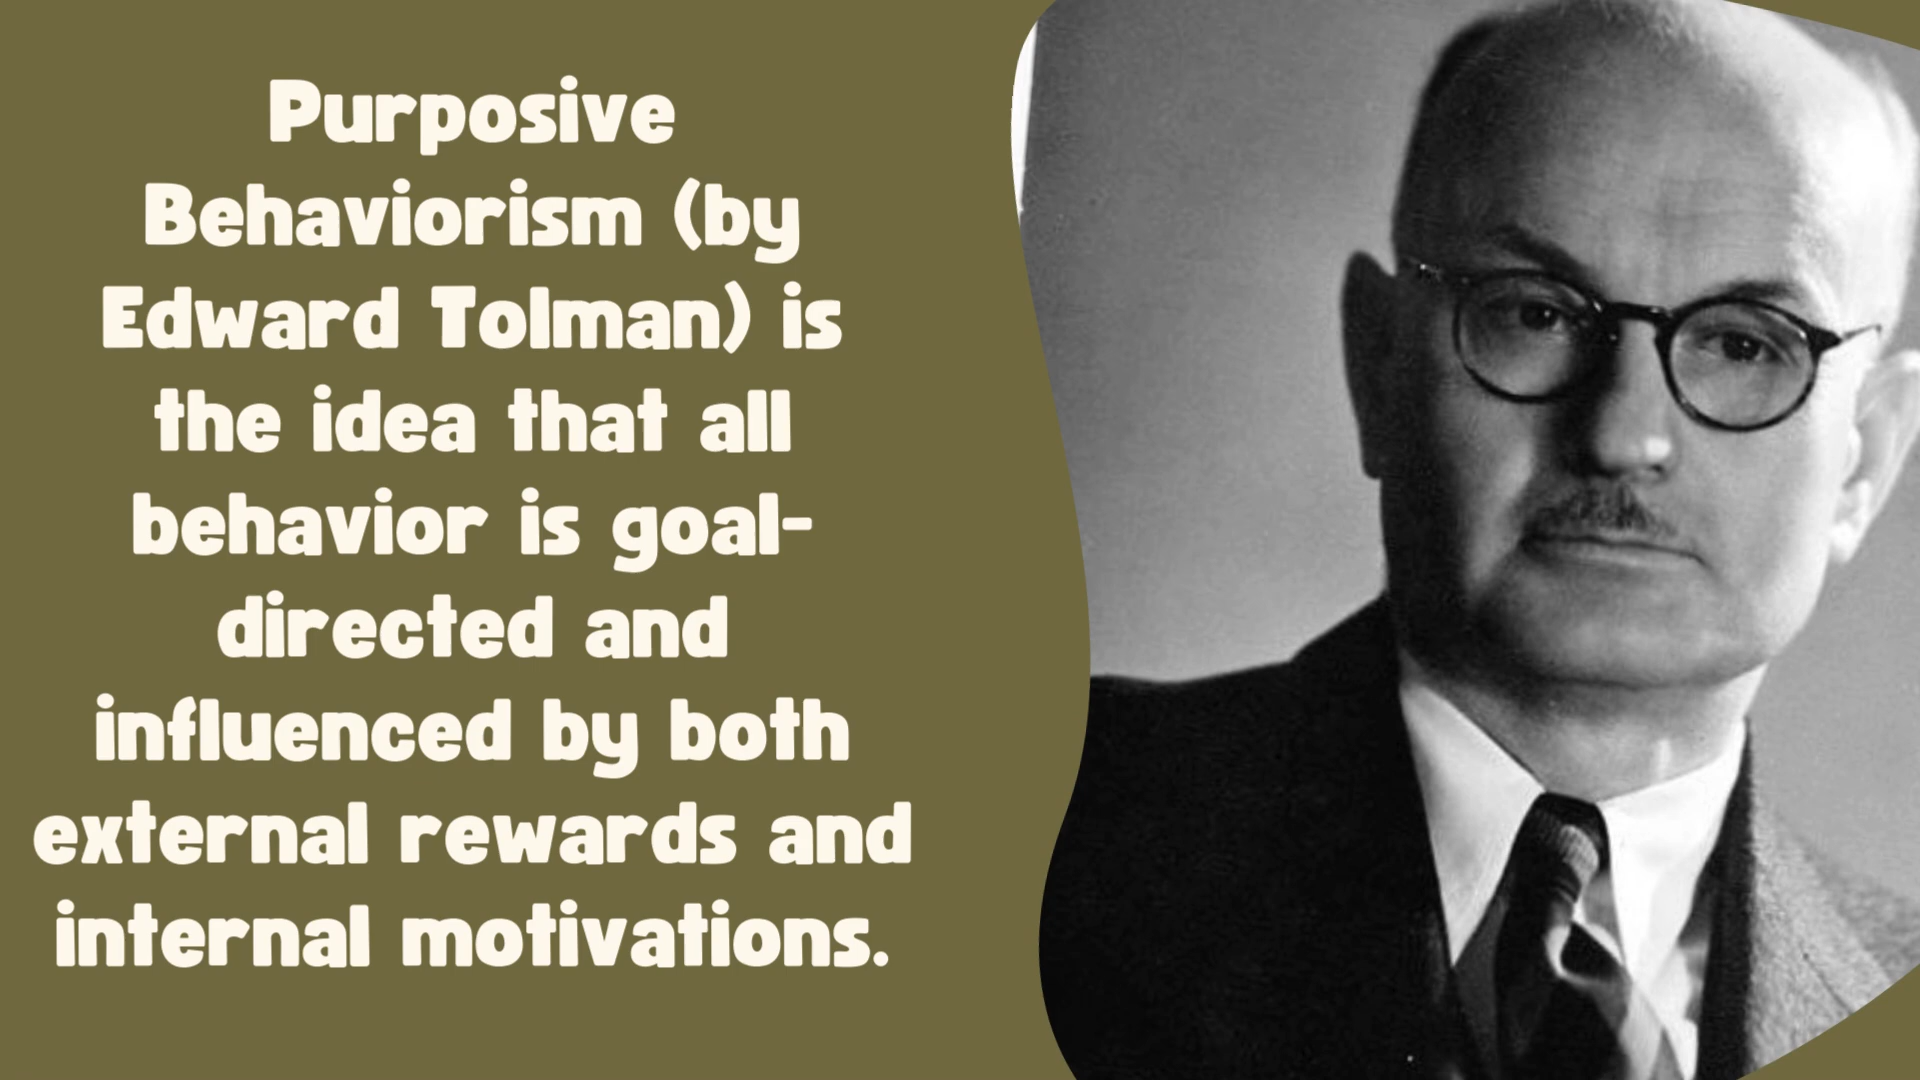 Purposive
Behaviorism (by
Edward Tolman) is
the idea that all
behavior is goal-
directed and
influenced by both
external rewards and
internal motivations.